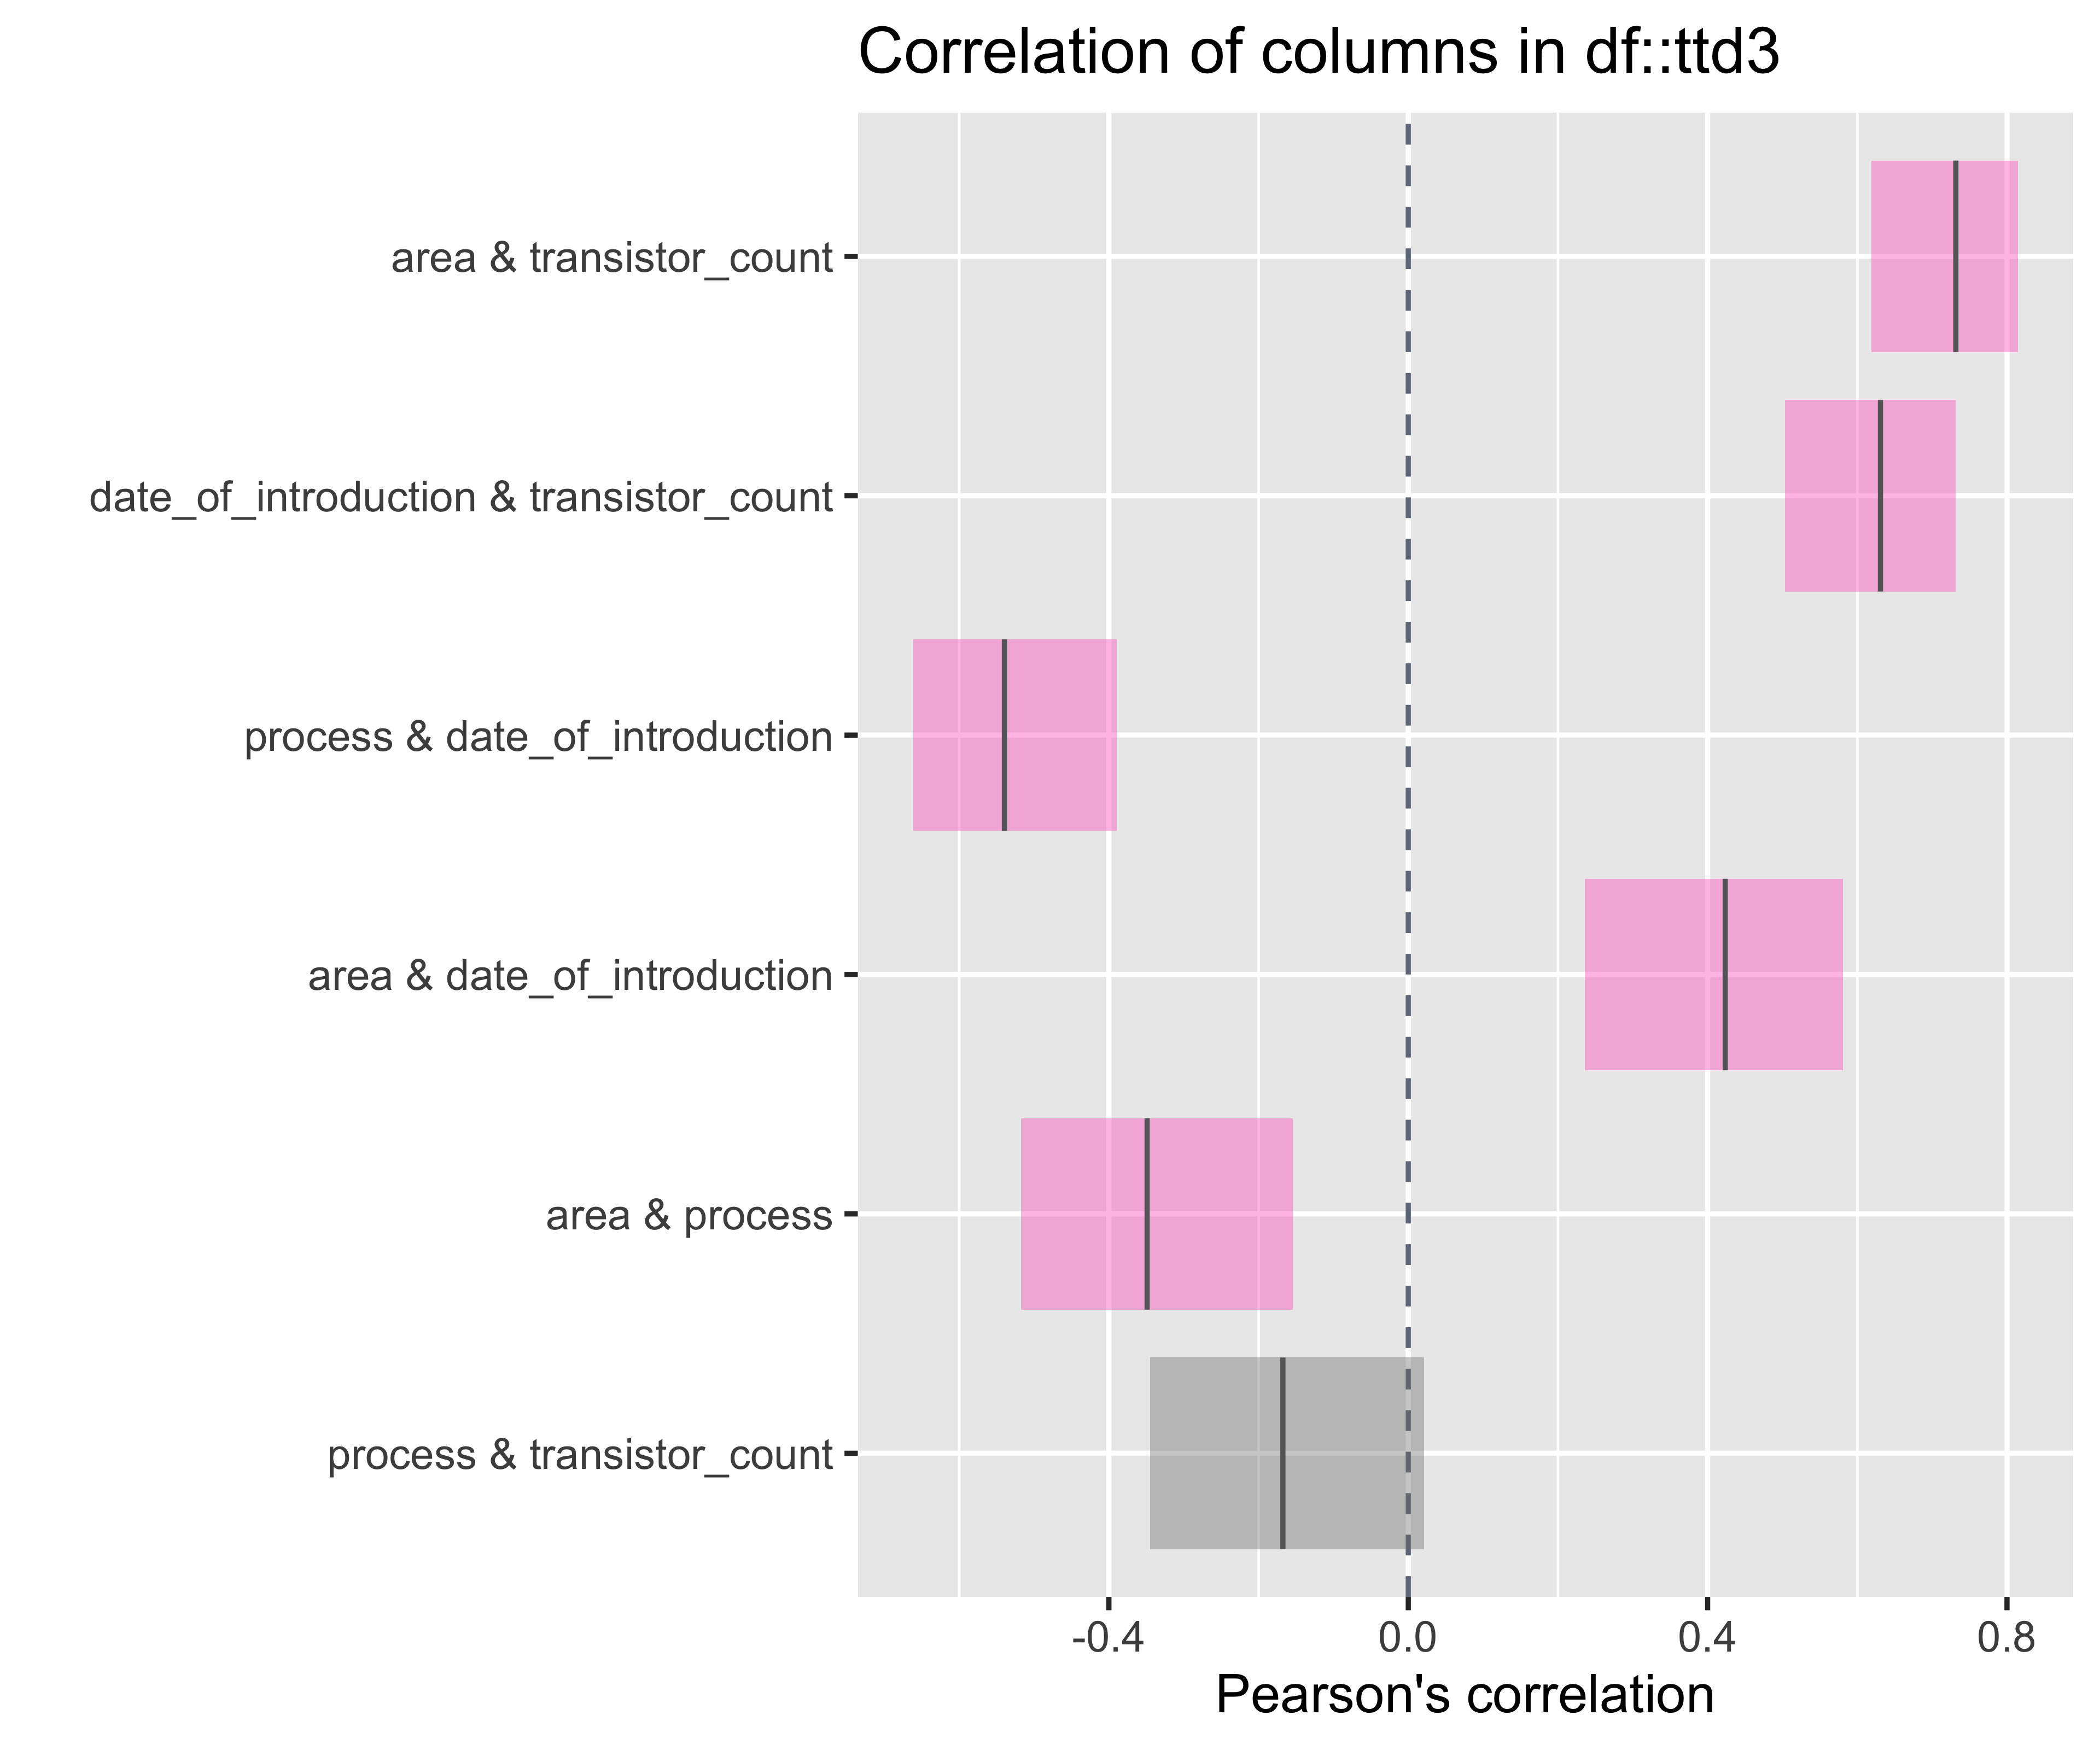 Correlation of columns in df::ttd3
area & transistor_count
date_of_introduction & transistor_count
process & date_of_introduction
area & date_of_introduction
area & process
process & transistor_count
-0.4 0.0 0.4 0.8
Pearson's correlation